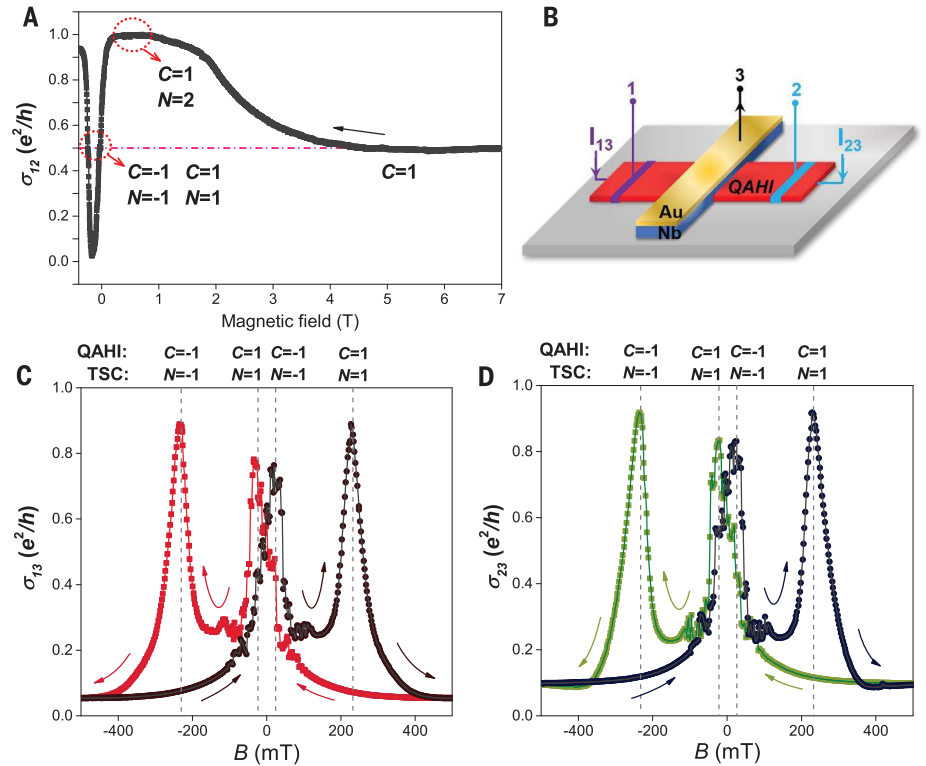 A
σ12 (e²/h)
1.0
0.8
0.6
0.4
0.2
0.0
C=1
N=2
C=-1 C=1
N=-1 N=1
C=1
0 1 2 3 4 5 6 7
Magnetic field (T)
B
1
3
2
I13
I23
QAHI
Au
Nb
C
QAHI: C=-1 C=1 C=-1 C=1
TSC: N=-1 N=1 N=-1 N=1
σ13 (e²/h)
1.0
0.8
0.6
0.4
0.2
0.0
-400 -200 0 200 400
B (mT)
D
QAHI: C=-1 C=1 C=-1 C=1
TSC: N=-1 N=1 N=-1 N=1
σ23 (e²/h)
1.0
0.8
0.6
0.4
0.2
0.0
-400 -200 0 200 400
B (mT)